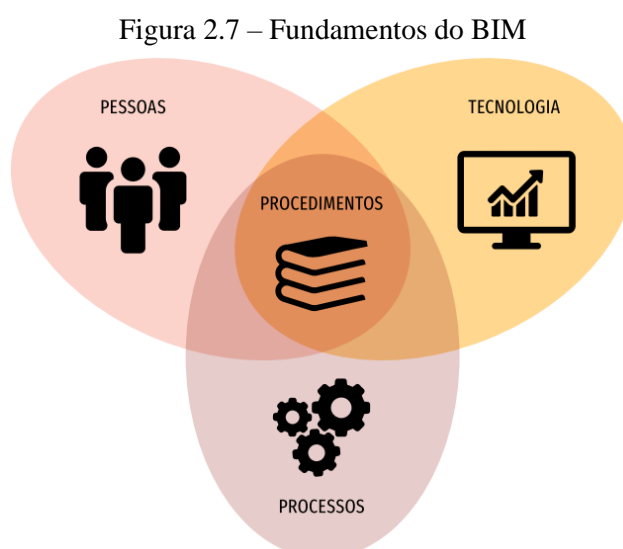 Figura 2.7 – Fundamentos do BIM
PESSOAS
TECNOLOGIA
PROCEDIMENTOS
PROCESSOS